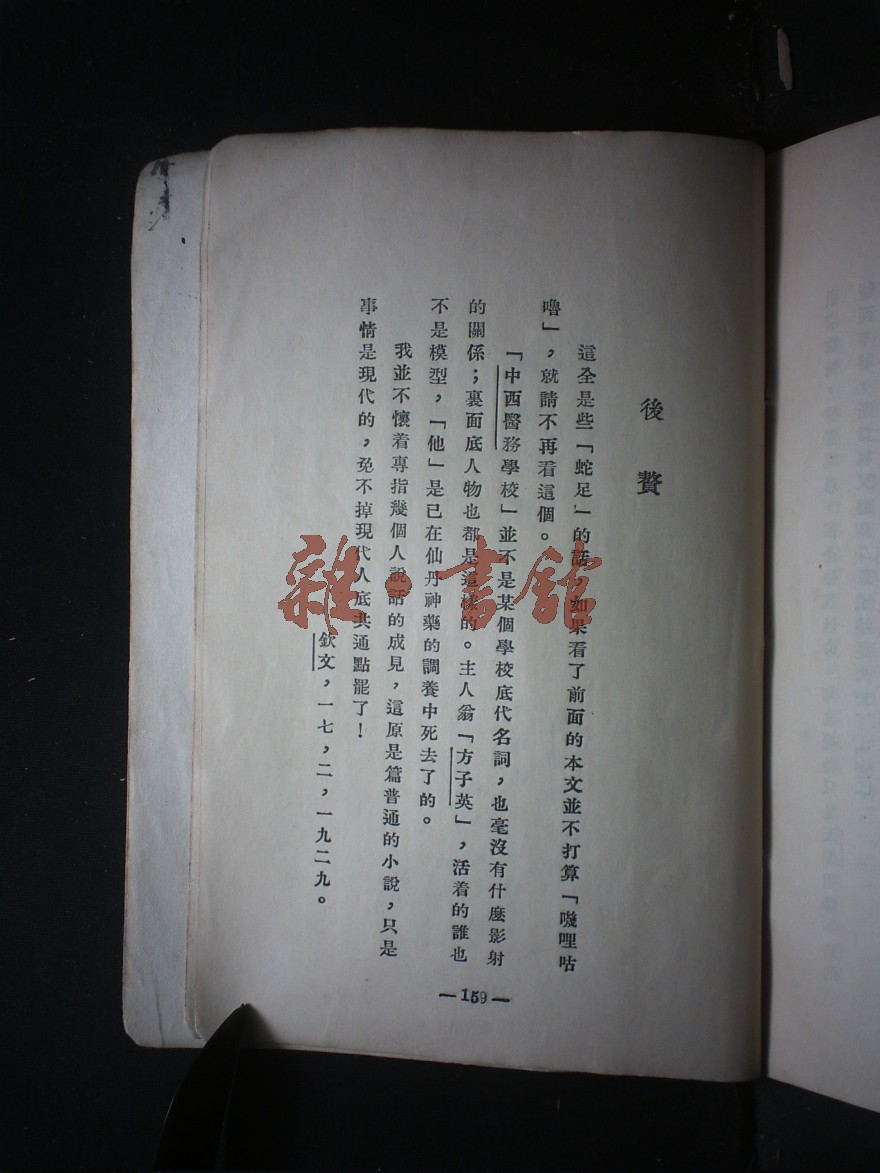 後贅
這全是些「蛇足」的話，如果看了前面的本文並不打算「嘰哩咕
嚕」，就請不再看這個。
「中西醫務學校」並不是某個學校底代名詞，也毫沒有什麽影射
的關係；裏面底人物也都是這樣的。主人翁「方子英」，活着的誰也
不是模型，「他」是已在仙丹神藥的調養中死去了的。
我並不懷着專指幾個人說話的成見，這原是篇普通的小說，只是
事情是現代的，免不掉現代人底共通點罷了！
欽文，一七，二，一九二九。
—159—
雜·書館